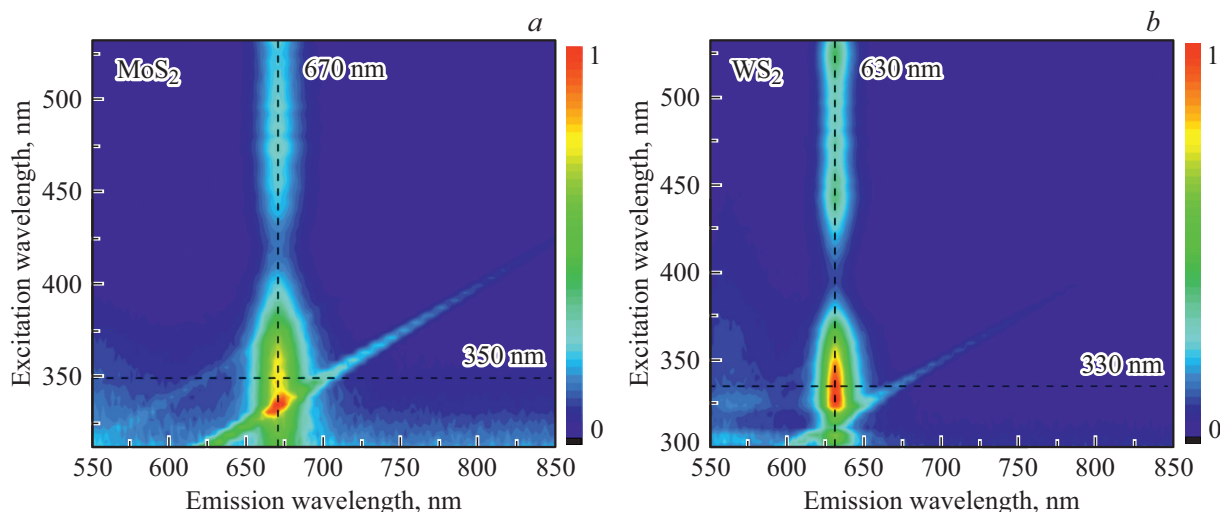 a
MoS2
670 nm
350 nm
Excitation wavelength, nm
500
450
400
350
550 600 650 700 750 800 850
Emission wavelength, nm
1
0
b
WS2
630 nm
330 nm
Excitation wavelength, nm
500
450
400
350
300
550 600 650 700 750 800 850
Emission wavelength, nm
1
0